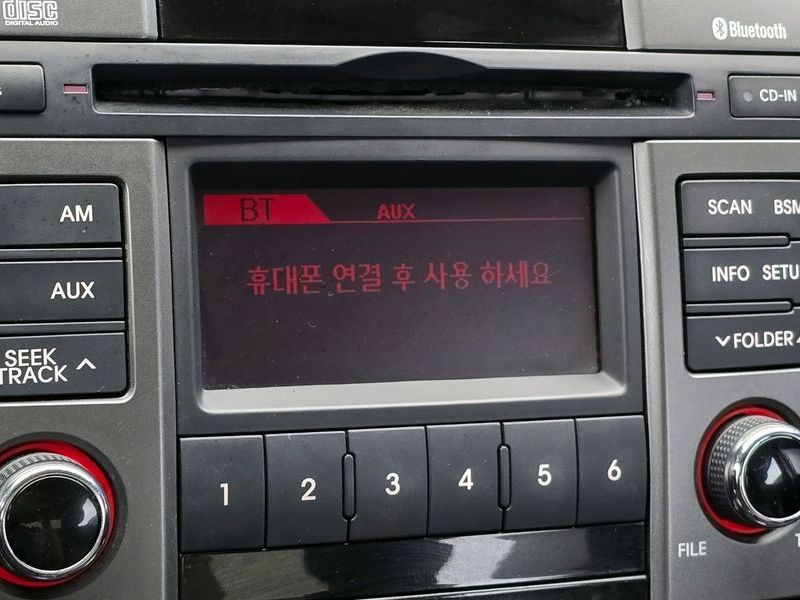 disc
DIGITAL AUDIO
Bluetooth
CD-IN
BT AUX
휴대폰 연결 후 사용 하세요
AM
AUX
SEEK
TRACK
SCAN
INFO
FOLDER
1 2 3 4 5 6
FILE